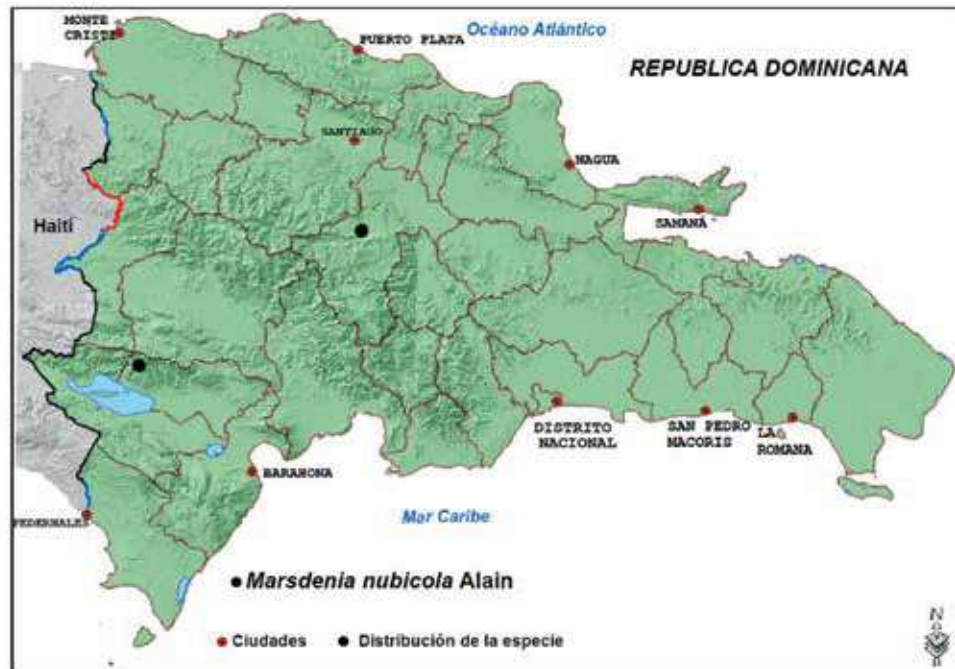 MONTE
CRISTE
PUERTO PLATA
Océano Atlántico
REPUBLICA DOMINICANA
SANTIAGO
NAGUA
SAMANÁ
Haití
DISTRITO
NACIONAL
SAN PEDRO
MACORIS
LA
ROMANA
BARAHONA
PEDERNALES
Mar Caribe
Marsdenia nubicola Alain
Ciudades
Distribución de la especie
N